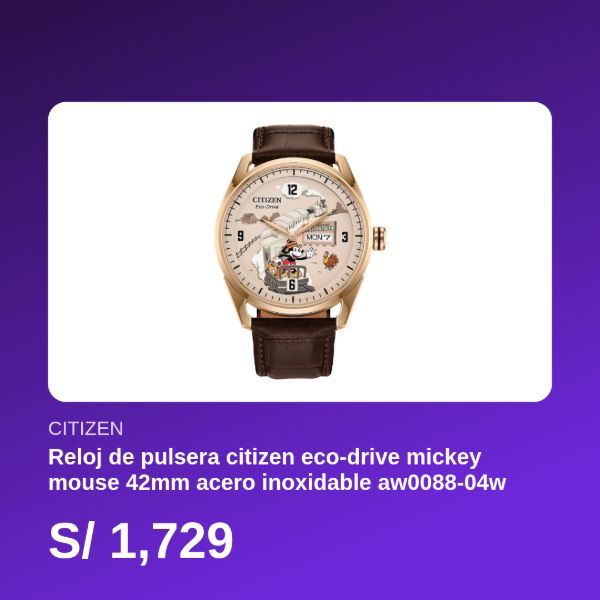 12
CITIZEN
Eco-Drive
9
MON 7
3
6
CITIZEN
Reloj de pulsera citizen eco-drive mickey
mouse 42mm acero inoxidable aw0088-04w
S/ 1,729